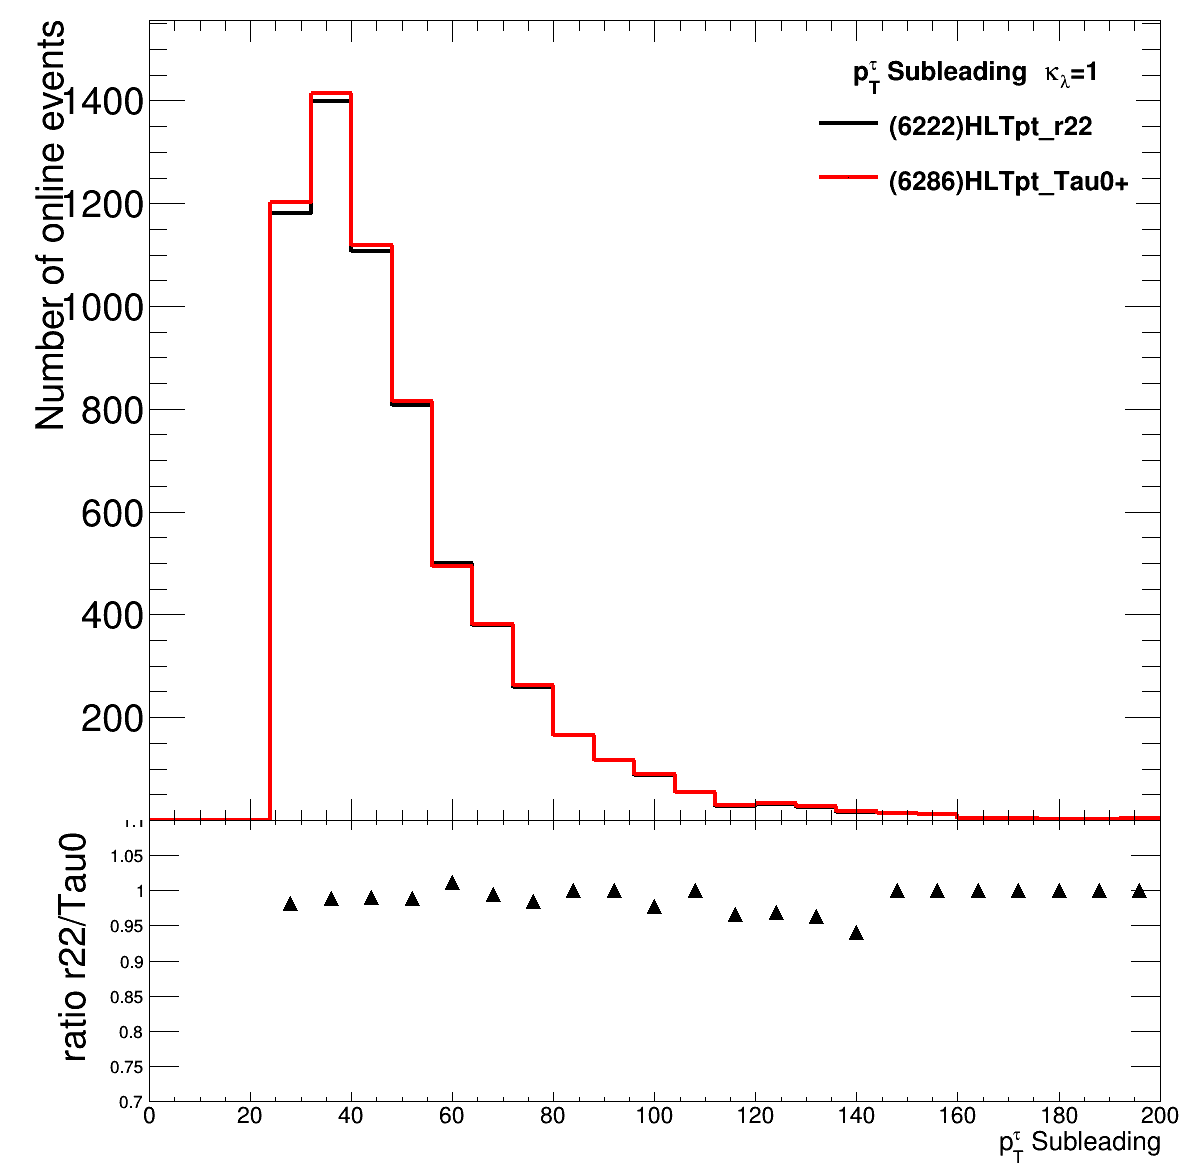 Number of online events
1400
1200
1000
800
600
400
200
p_T^τ Subleading κ_λ=1
(6222)HLTpt_r22
(6286)HLTpt_Tau0+
ratio r22/Tau0
1.1
1.05
1
0.95
0.9
0.85
0.8
0.75
0.7
0 20 40 60 80 100 120 140 160 180 200
p_T^τ Subleading